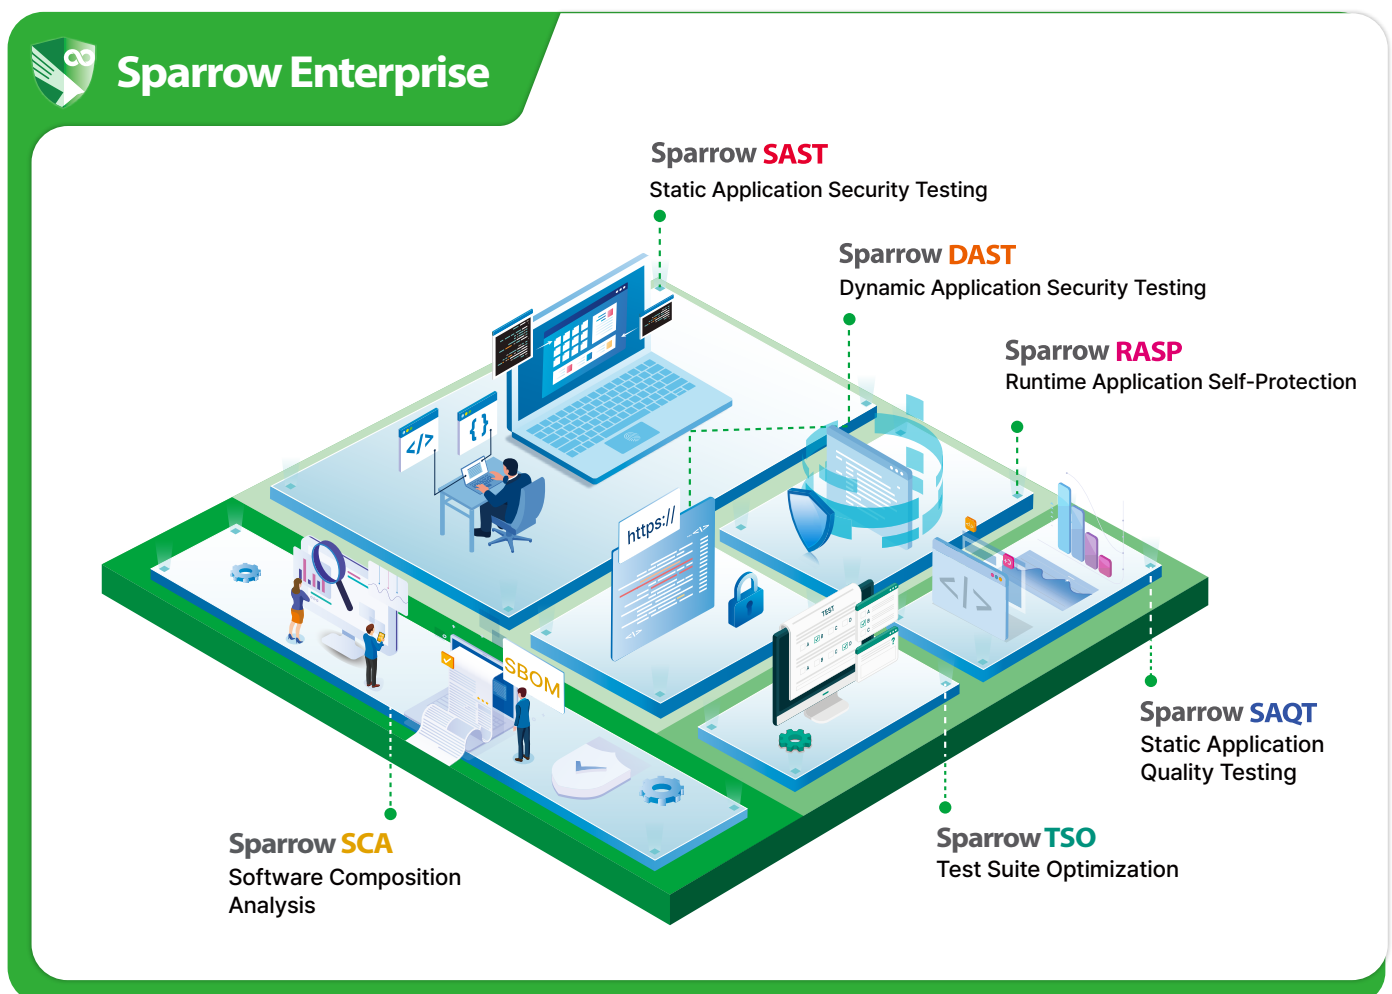 Sparrow Enterprise
Sparrow SAST
Static Application Security Testing
Sparrow DAST
Dynamic Application Security Testing
Sparrow RASP
Runtime Application Self-Protection
</>
{ }
https://
<\>
</>
</>
TEST
SBOM
Sparrow SAQT
Static Application
Quality Testing
Sparrow SCA
Software Composition
Analysis
Sparrow TSO
Test Suite Optimization